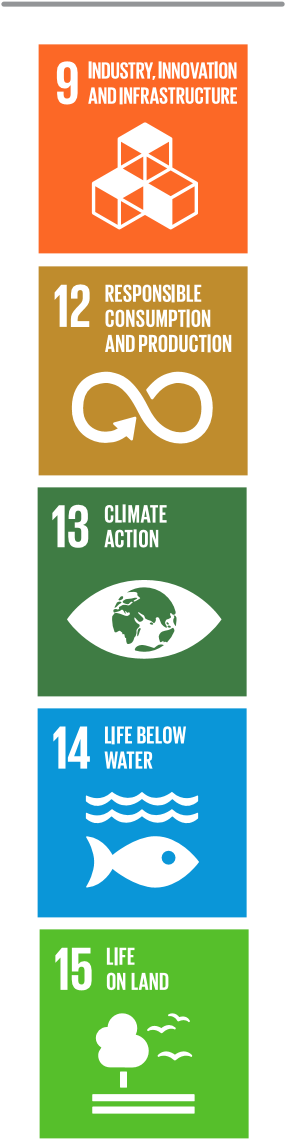 9 INDUSTRY, INNOVATION
AND INFRASTRUCTURE
12 RESPONSIBLE
CONSUMPTION
AND PRODUCTION
13 CLIMATE
ACTION
14 LIFE BELOW
WATER
15 LIFE
ON LAND